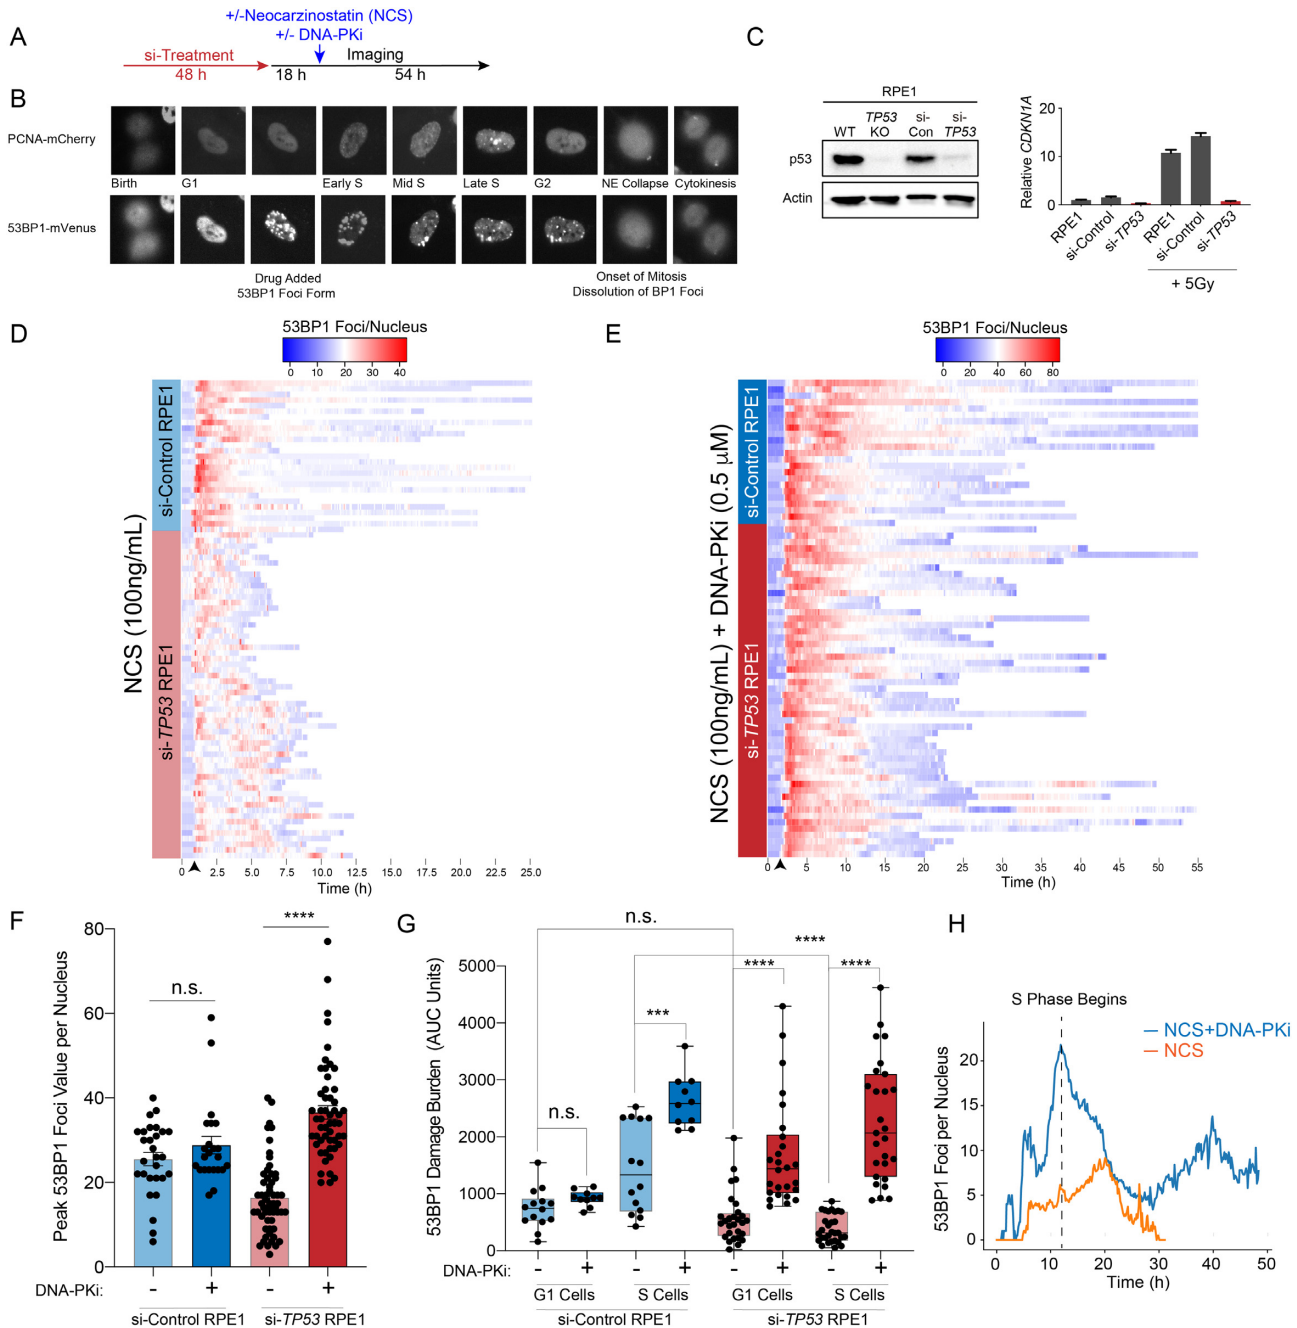 A
+/-Neocarzinostatin (NCS)
+/- DNA-PKi
si-Treatment
Imaging
48 h
18 h
54 h
B
PCNA-mCherry
Birth
G1
Early S
Mid S
Late S
G2
NE Collapse
Cytokinesis
53BP1-mVenus
Drug Added
53BP1 Foci Form
Onset of Mitosis
Dissolution of BP1 Foci
C
RPE1
WT
TP53
KO
si-
Con
si-
TP53
p53
Actin
Relative CDKN1A
20
10
0
RPE1
si-Control
si-TP53
RPE1
si-Control
si-TP53
+ 5Gy
D
53BP1 Foci/Nucleus
0 10 20 30 40
NCS (100ng/mL)
si-Control RPE1
si-TP53 RPE1
0 2.5 5.0 7.5 10.0 12.5 15.0 17.5 20.0 22.5 25.0
Time (h)
E
53BP1 Foci/Nucleus
0 20 40 60 80
NCS (100ng/mL) + DNA-PKi (0.5 µM)
si-Control RPE1
si-TP53 RPE1
0 5 10 15 20 25 30 35 40 45 50 55
Time (h)
F
Peak 53BP1 Foci Value per Nucleus
80
60
40
20
0
n.s.
****
DNA-PKi: - + - +
si-Control RPE1
si-TP53 RPE1
G
53BP1 Damage Burden (AUC Units)
5000
4000
3000
2000
1000
0
n.s.
****
n.s.
***
****
****
DNA-PKi: - + - + - + - +
G1 Cells
S Cells
G1 Cells
S Cells
si-Control RPE1
si-TP53 RPE1
H
S Phase Begins
NCS+DNA-PKi
NCS
53BP1 Foci per Nucleus
20
15
10
5
0
0 10 20 30 40 50
Time (h)